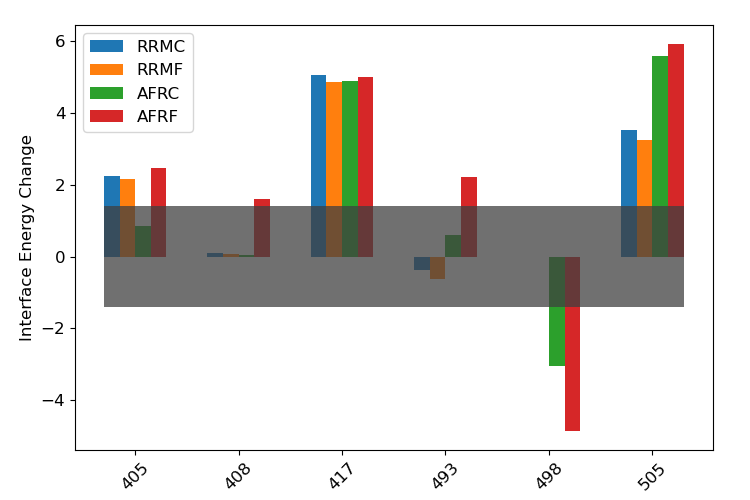 RRMC
RRMF
AFRC
AFRF
Interface Energy Change
6
4
2
0
−2
−4
405
408
417
493
498
505